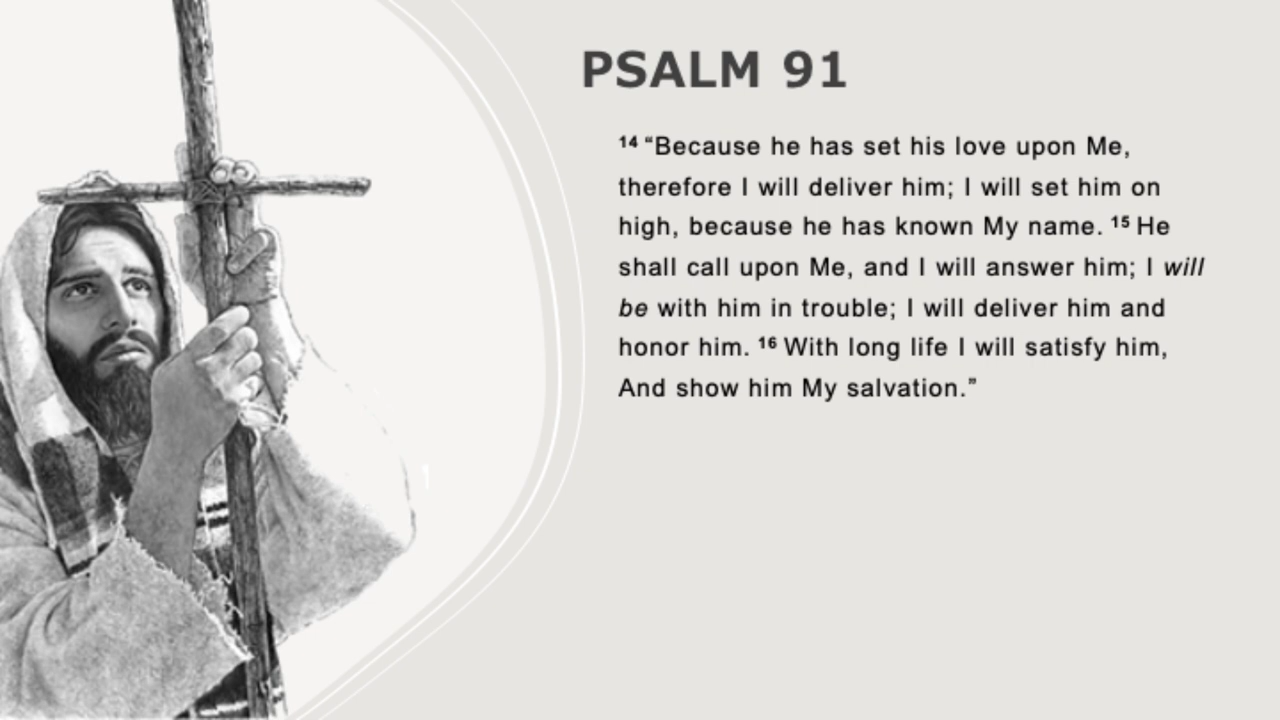 PSALM 91
¹⁴ “Because he has set his love upon Me,
therefore I will deliver him; I will set him on
high, because he has known My name. ¹⁵ He
shall call upon Me, and I will answer him; I will
be with him in trouble; I will deliver him and
honor him. ¹⁶ With long life I will satisfy him,
And show him My salvation.”